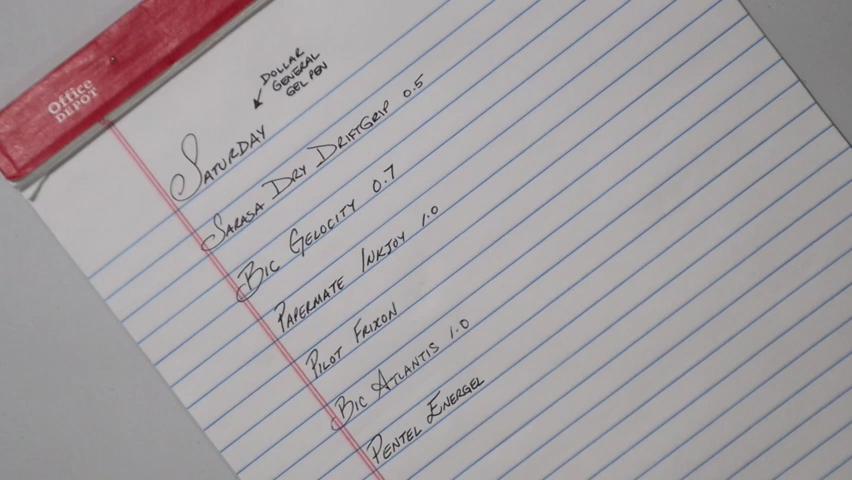 Office
DEPOT
DOLLAR
GENERAL
GEL PEN
SATURDAY
SARASA DRY DRIFTGRIP 0.5
BIC GELOCITY 0.7
PAPERMATE INKJOY 1.0
PILOT FRIXON
BIC ATLANTIS 1.0
PENTEL ENERGEL